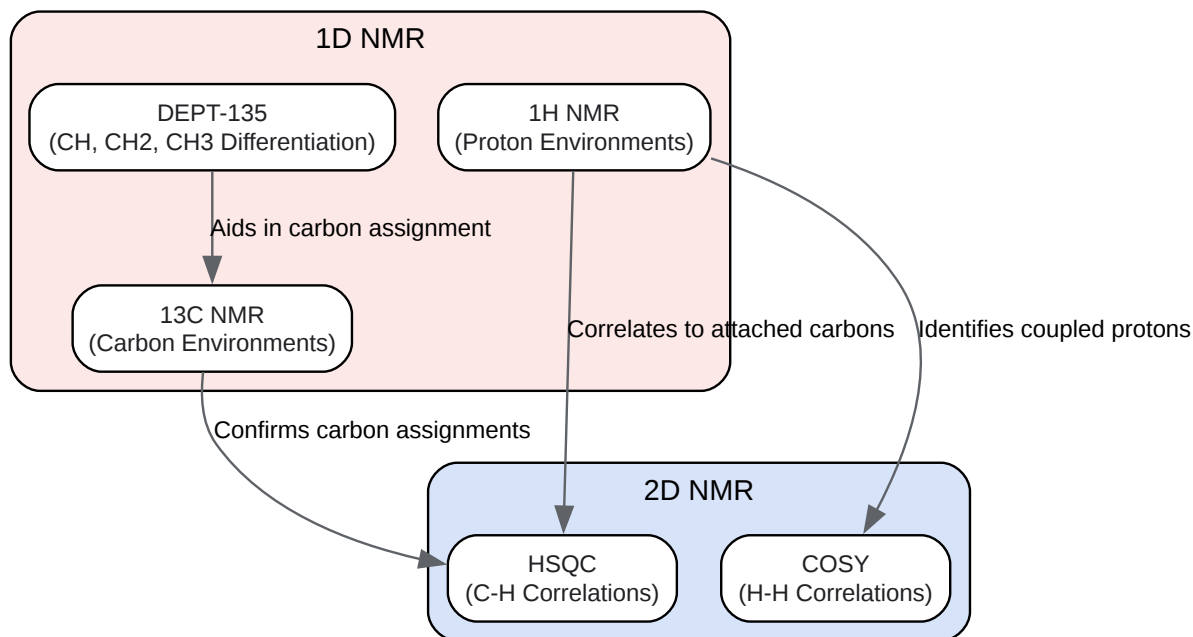 1D NMR
DEPT-135
(CH, CH2, CH3 Differentiation)
1H NMR
(Proton Environments)
Aids in carbon assignment
13C NMR
(Carbon Environments)
Correlates to attached carbons
Identifies coupled protons
Confirms carbon assignments
2D NMR
HSQC
(C-H Correlations)
COSY
(H-H Correlations)